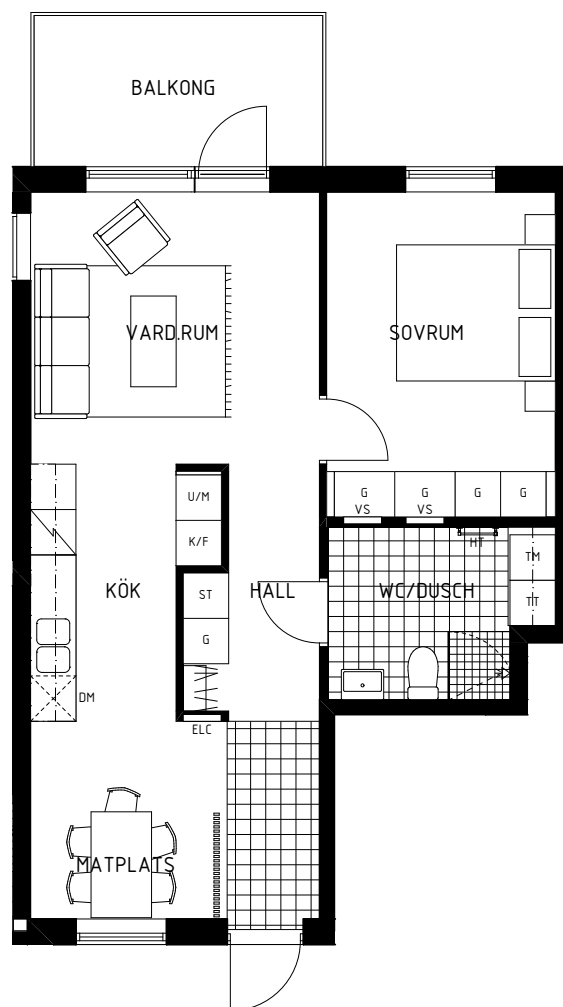 BALKONG
VARD.RUM
SOVRUM
G
VS
G
VS
G
G
U/M
K/F
HT
TM
TT
KÖK
ST
HALL
WC/DUSCH
G
DM
ELC
MATPLATS